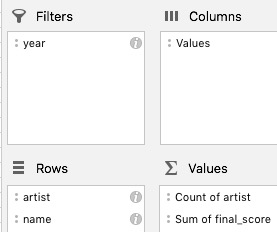 Filters
Columns
year
Values
Rows
Values
artist
Count of artist
name
Sum of final_score